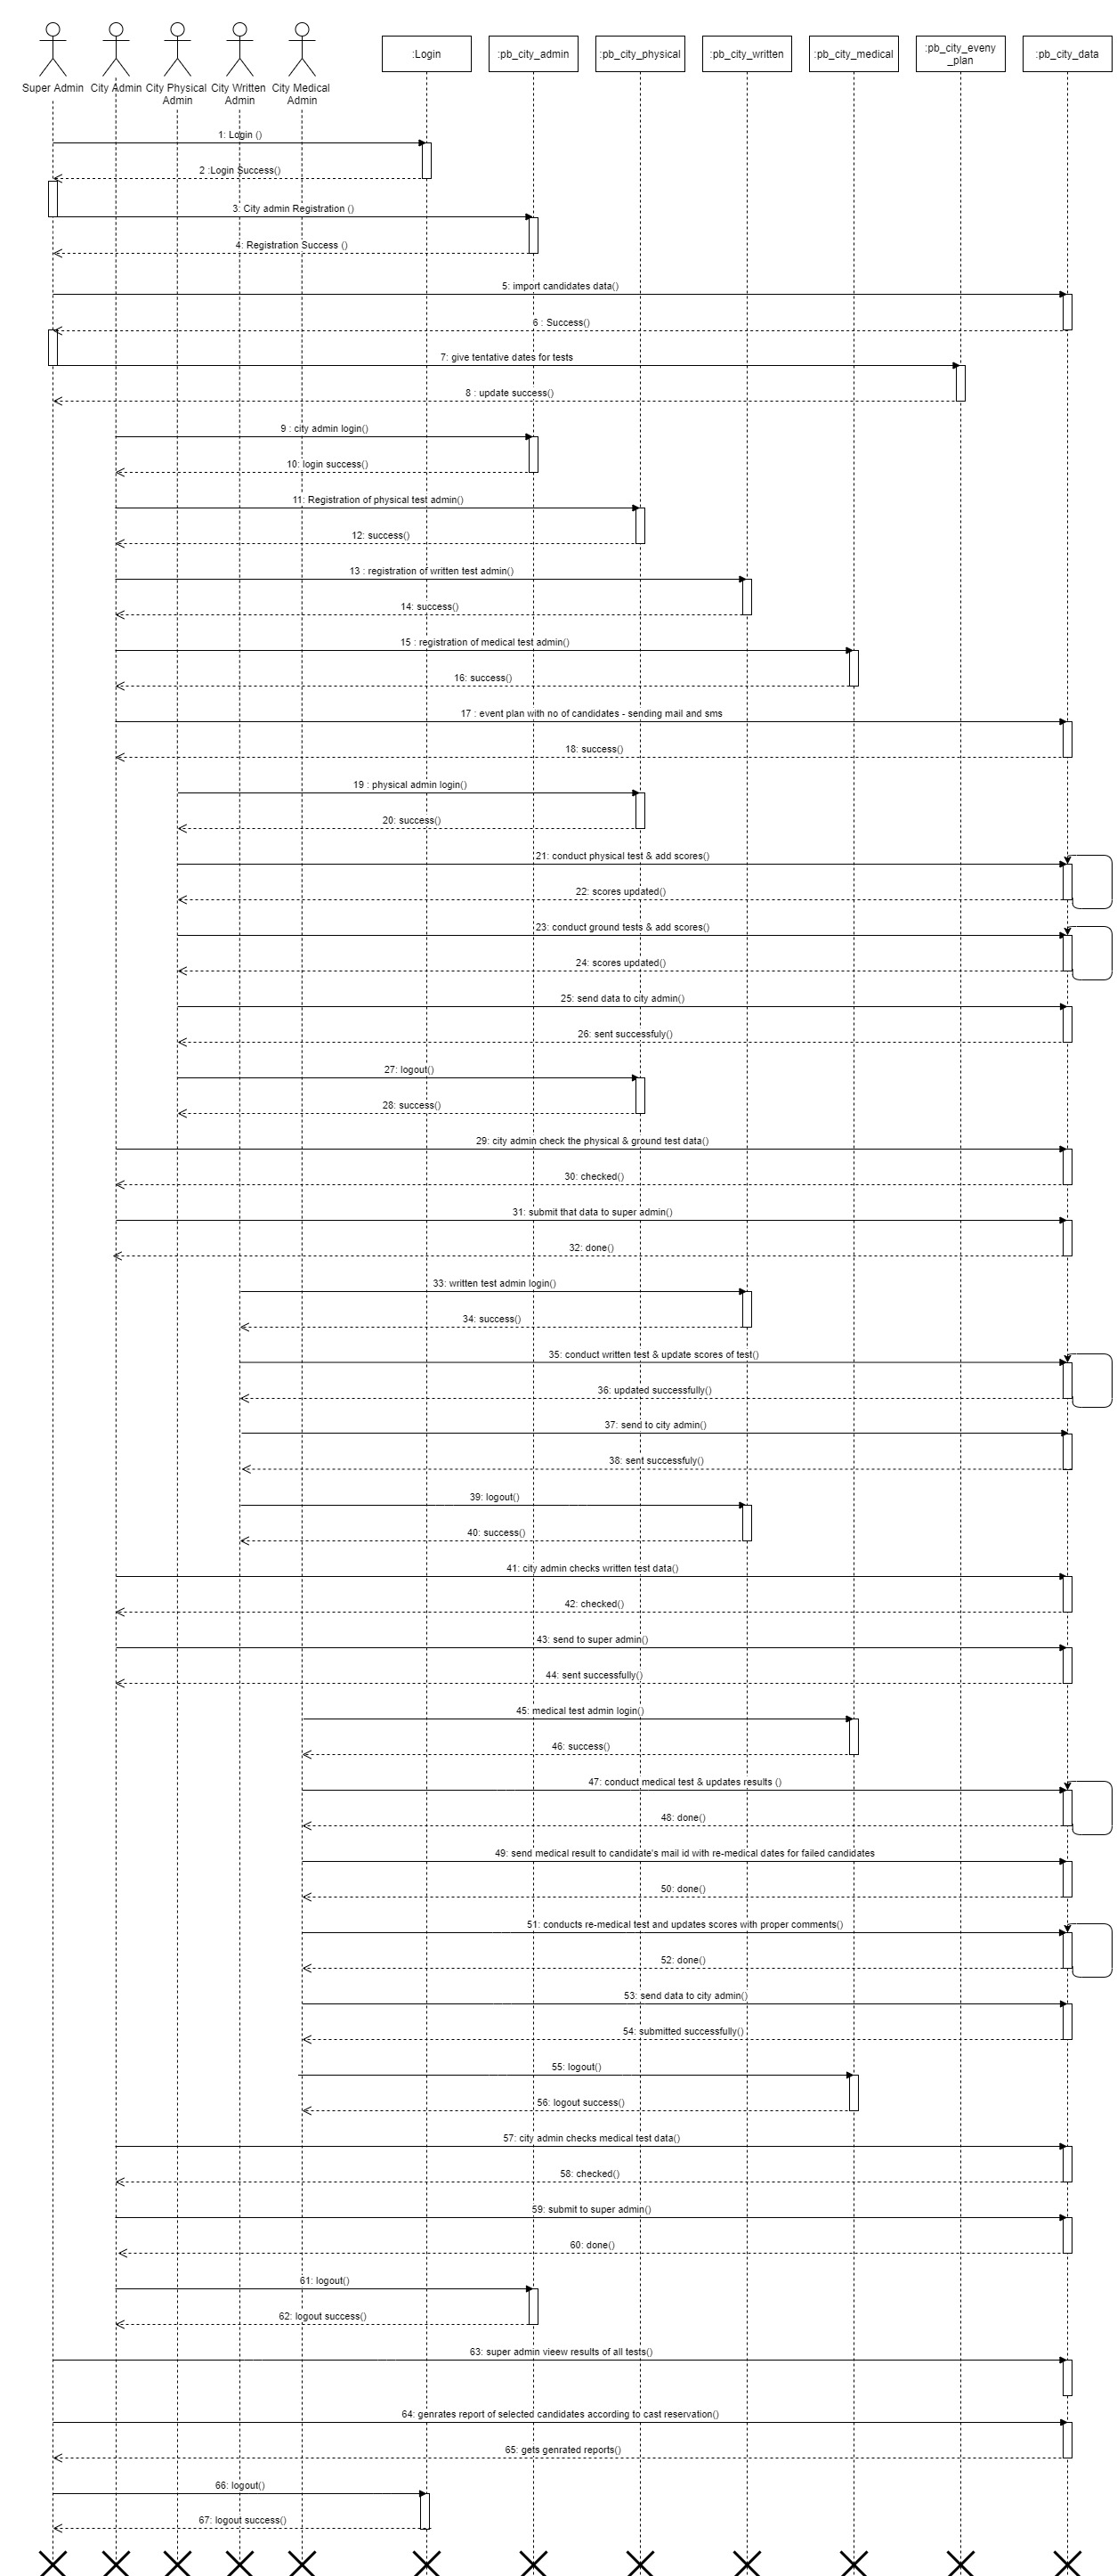 Super Admin
City Admin
City Physical
Admin
City Written
Admin
City Medical
Admin
:Login
:pb_city_admin
:pb_city_physical
:pb_city_written
:pb_city_medical
:pb_city_eveny
_plan
:pb_city_data
1: Login ()
2 :Login Success()
3: City admin Registration ()
4: Registration Success ()
5: import candidates data()
6 : Success()
7: give tentative dates for tests
8 : update success()
9 : city admin login()
10: login success()
11: Registration of physical test admin()
12: success()
13 : registration of written test admin()
14: success()
15 : registration of medical test admin()
16: success()
17 : event plan with no of candidates - sending mail and sms
18: success()
19 : physical admin login()
20: success()
21: conduct physical test & add scores()
22: scores updated()
23: conduct ground tests & add scores()
24: scores updated()
25: send data to city admin()
26: sent successfuly()
27: logout()
28: success()
29: city admin check the physical & ground test data()
30: checked()
31: submit that data to super admin()
32: done()
33: written test admin login()
34: success()
35: conduct written test & update scores of test()
36: updated successfully()
37: send to city admin()
38: sent successfuly()
39: logout()
40: success()
41: city admin checks written test data()
42: checked()
43: send to super admin()
44: sent successfully()
45: medical test admin login()
46: success()
47: conduct medical test & updates results ()
48: done()
49: send medical result to candidate's mail id with re-medical dates for failed candidates
50: done()
51: conducts re-medical test and updates scores with proper comments()
52: done()
53: send data to city admin()
54: submitted successfully()
55: logout()
56: logout success()
57: city admin checks medical test data()
58: checked()
59: submit to super admin()
60: done()
61: logout()
62: logout success()
63: super admin vieew results of all tests()
64: genrates report of selected candidates according to cast reservation()
65: gets genrated reports()
66: logout()
67: logout success()